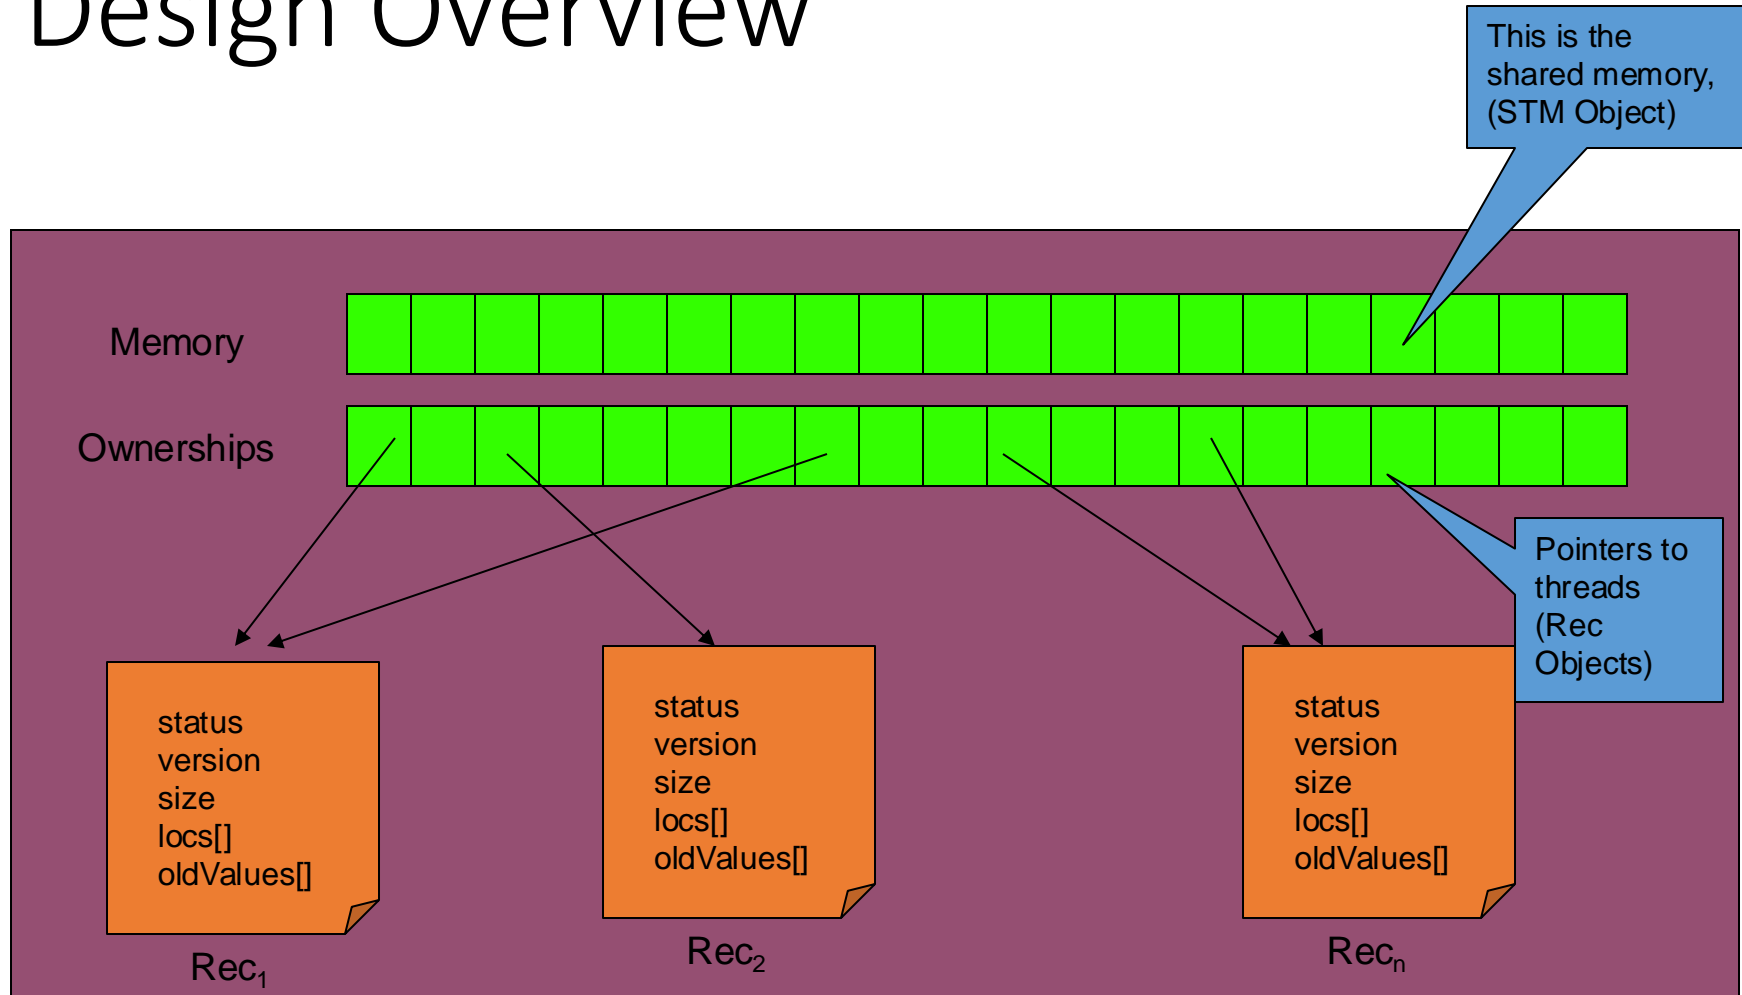 Design Overview
This is the
shared memory,
(STM Object)
Memory
Ownerships
Pointers to
threads
(Rec
Objects)
status
version
size
locs[]
oldValues[]
Rec₁
status
version
size
locs[]
oldValues[]
Rec₂
status
version
size
locs[]
oldValues[]
Recₙ